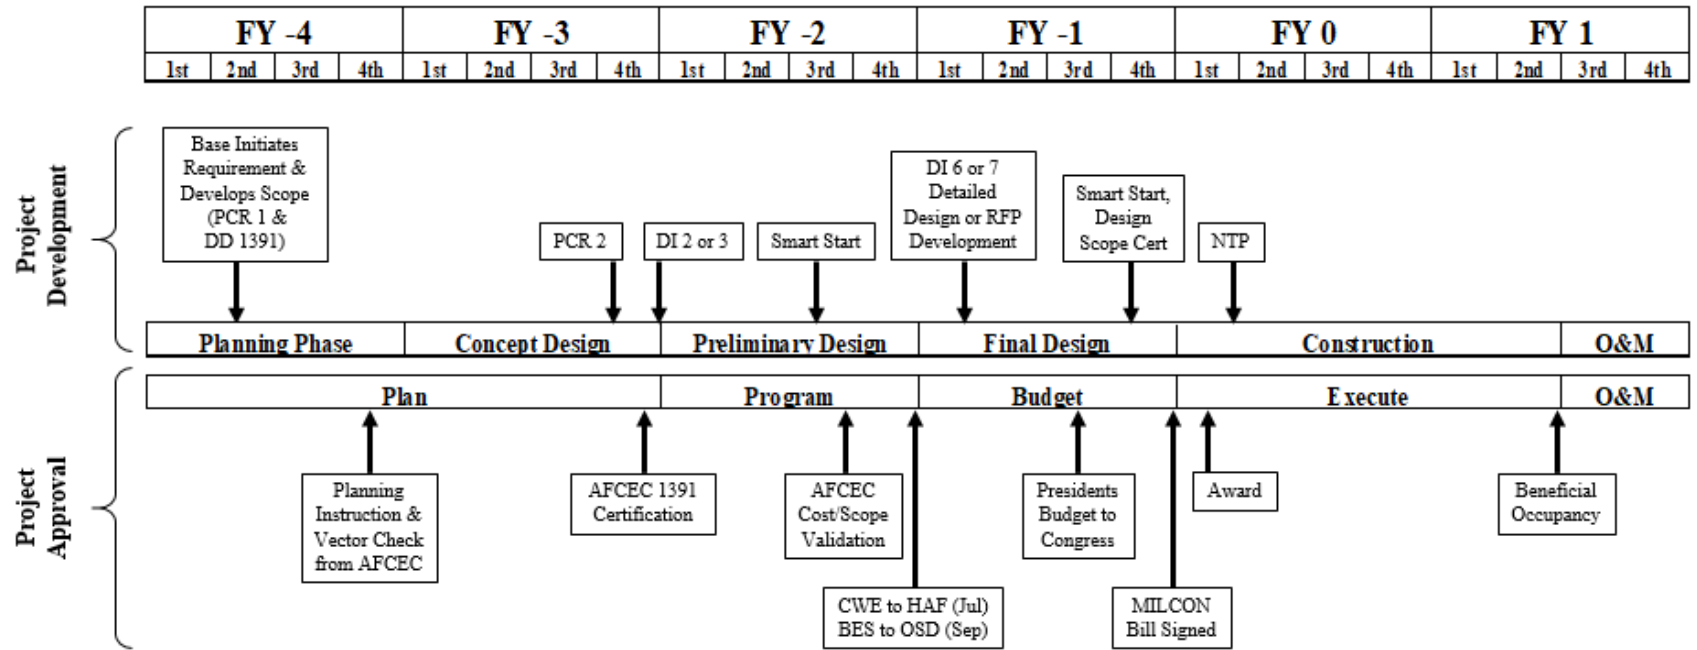 FY -4 FY -3 FY -2 FY -1 FY 0 FY 1
1st 2nd 3rd 4th 1st 2nd 3rd 4th 1st 2nd 3rd 4th 1st 2nd 3rd 4th 1st 2nd 3rd 4th 1st 2nd 3rd 4th
Project
Development
Base Initiates
Requirement &
Develops Scope
(PCR 1 &
DD 1391)
PCR 2
DI 2 or 3
Smart Start
DI 6 or 7
Detailed
Design or RFP
Development
Smart Start,
Design
Scope Cert
NTP
Planning Phase Concept Design Preliminary Design Final Design Construction O&M
Plan Program Budget Execute O&M
Project
Approval
Planning
Instruction &
Vector Check
from AFCEC
AFCEC 1391
Certification
AFCEC
Cost/Scope
Validation
CWE to HAF (Jul)
BES to OSD (Sep)
Presidents
Budget to
Congress
MILCON
Bill Signed
Award
Beneficial
Occupancy